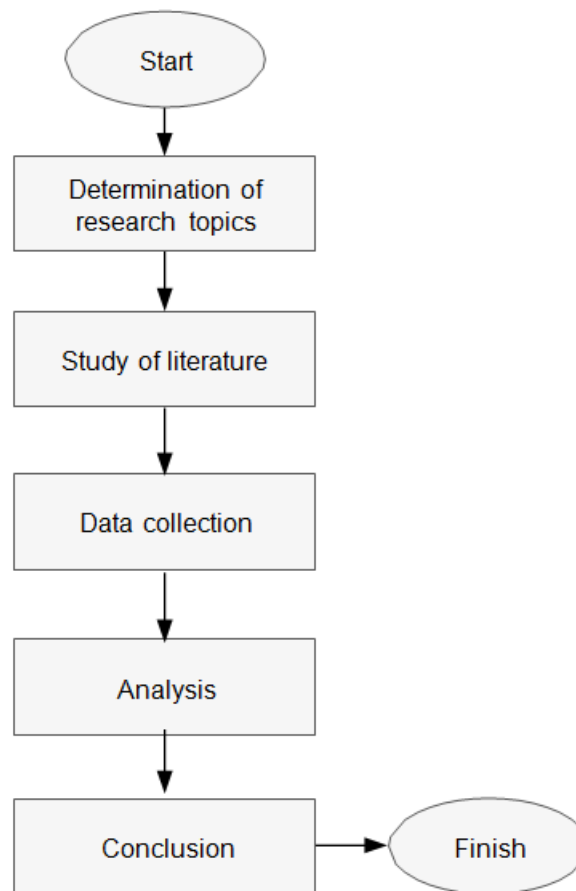 Start
Determination of
research topics
Study of literature
Data collection
Analysis
Conclusion
Finish